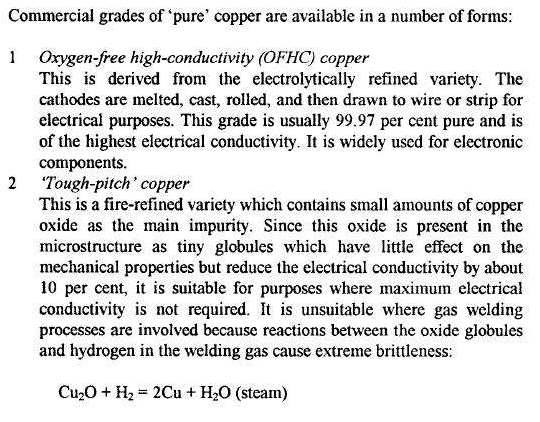 Commercial grades of ‘pure’ copper are available in a number of forms:
1 Oxygen-free high-conductivity (OFHC) copper
This is derived from the electrolytically refined variety. The
cathodes are melted, cast, rolled, and then drawn to wire or strip for
electrical purposes. This grade is usually 99.97 per cent pure and is
of the highest electrical conductivity. It is widely used for electronic
components.
2 ‘Tough-pitch’ copper
This is a fire-refined variety which contains small amounts of copper
oxide as the main impurity. Since this oxide is present in the
microstructure as tiny globules which have little effect on the
mechanical properties but reduce the electrical conductivity by about
10 per cent, it is suitable for purposes where maximum electrical
conductivity is not required. It is unsuitable where gas welding
processes are involved because reactions between the oxide globules
and hydrogen in the welding gas cause extreme brittleness:
Cu₂O + H₂ = 2Cu + H₂O (steam)